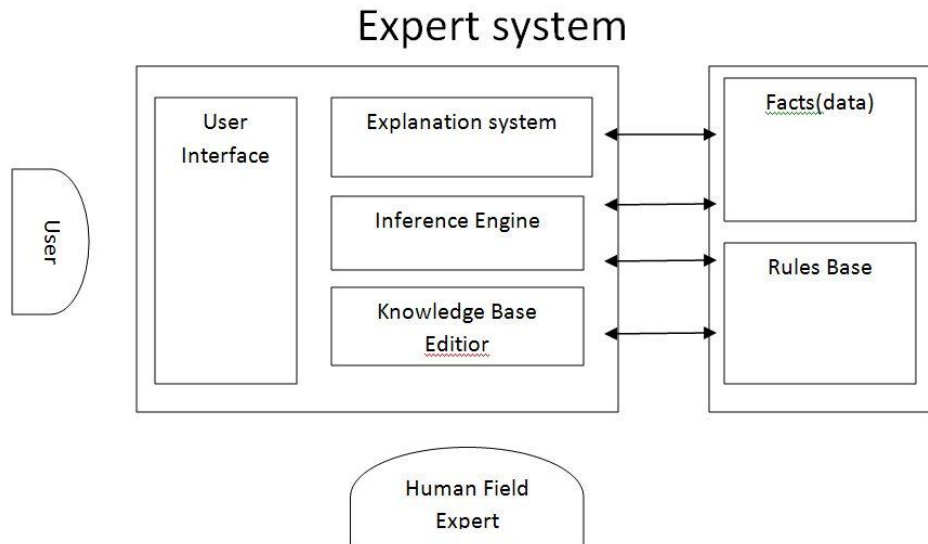 Expert system
User
Interface
Explanation system
Facts(data)
User
Inference Engine
Rules Base
Knowledge Base
Editior
Human Field
Expert